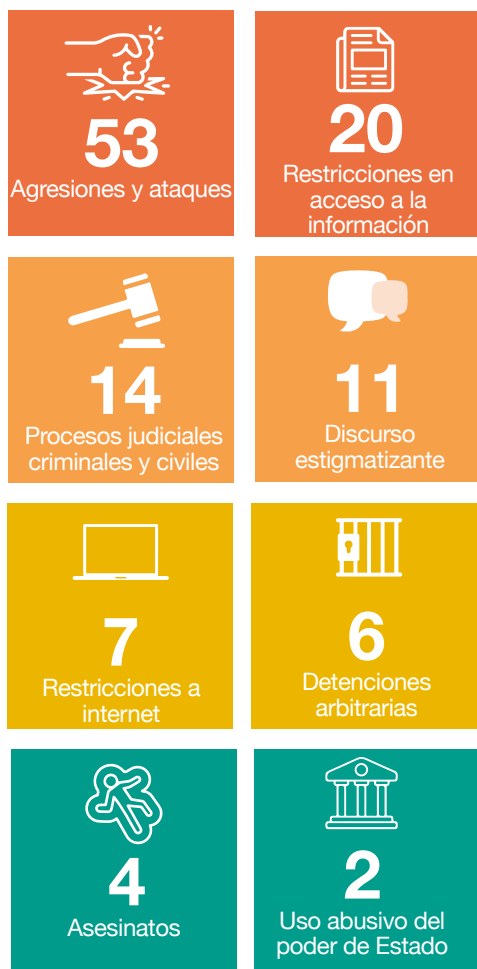 53
Agresiones y ataques
20
Restricciones en
acceso a la
información
14
Procesos judiciales
criminales y civiles
11
Discurso
estigmatizante
7
Restricciones a
internet
6
Detenciones
arbitrarias
4
Asesinatos
2
Uso abusivo del
poder de Estado